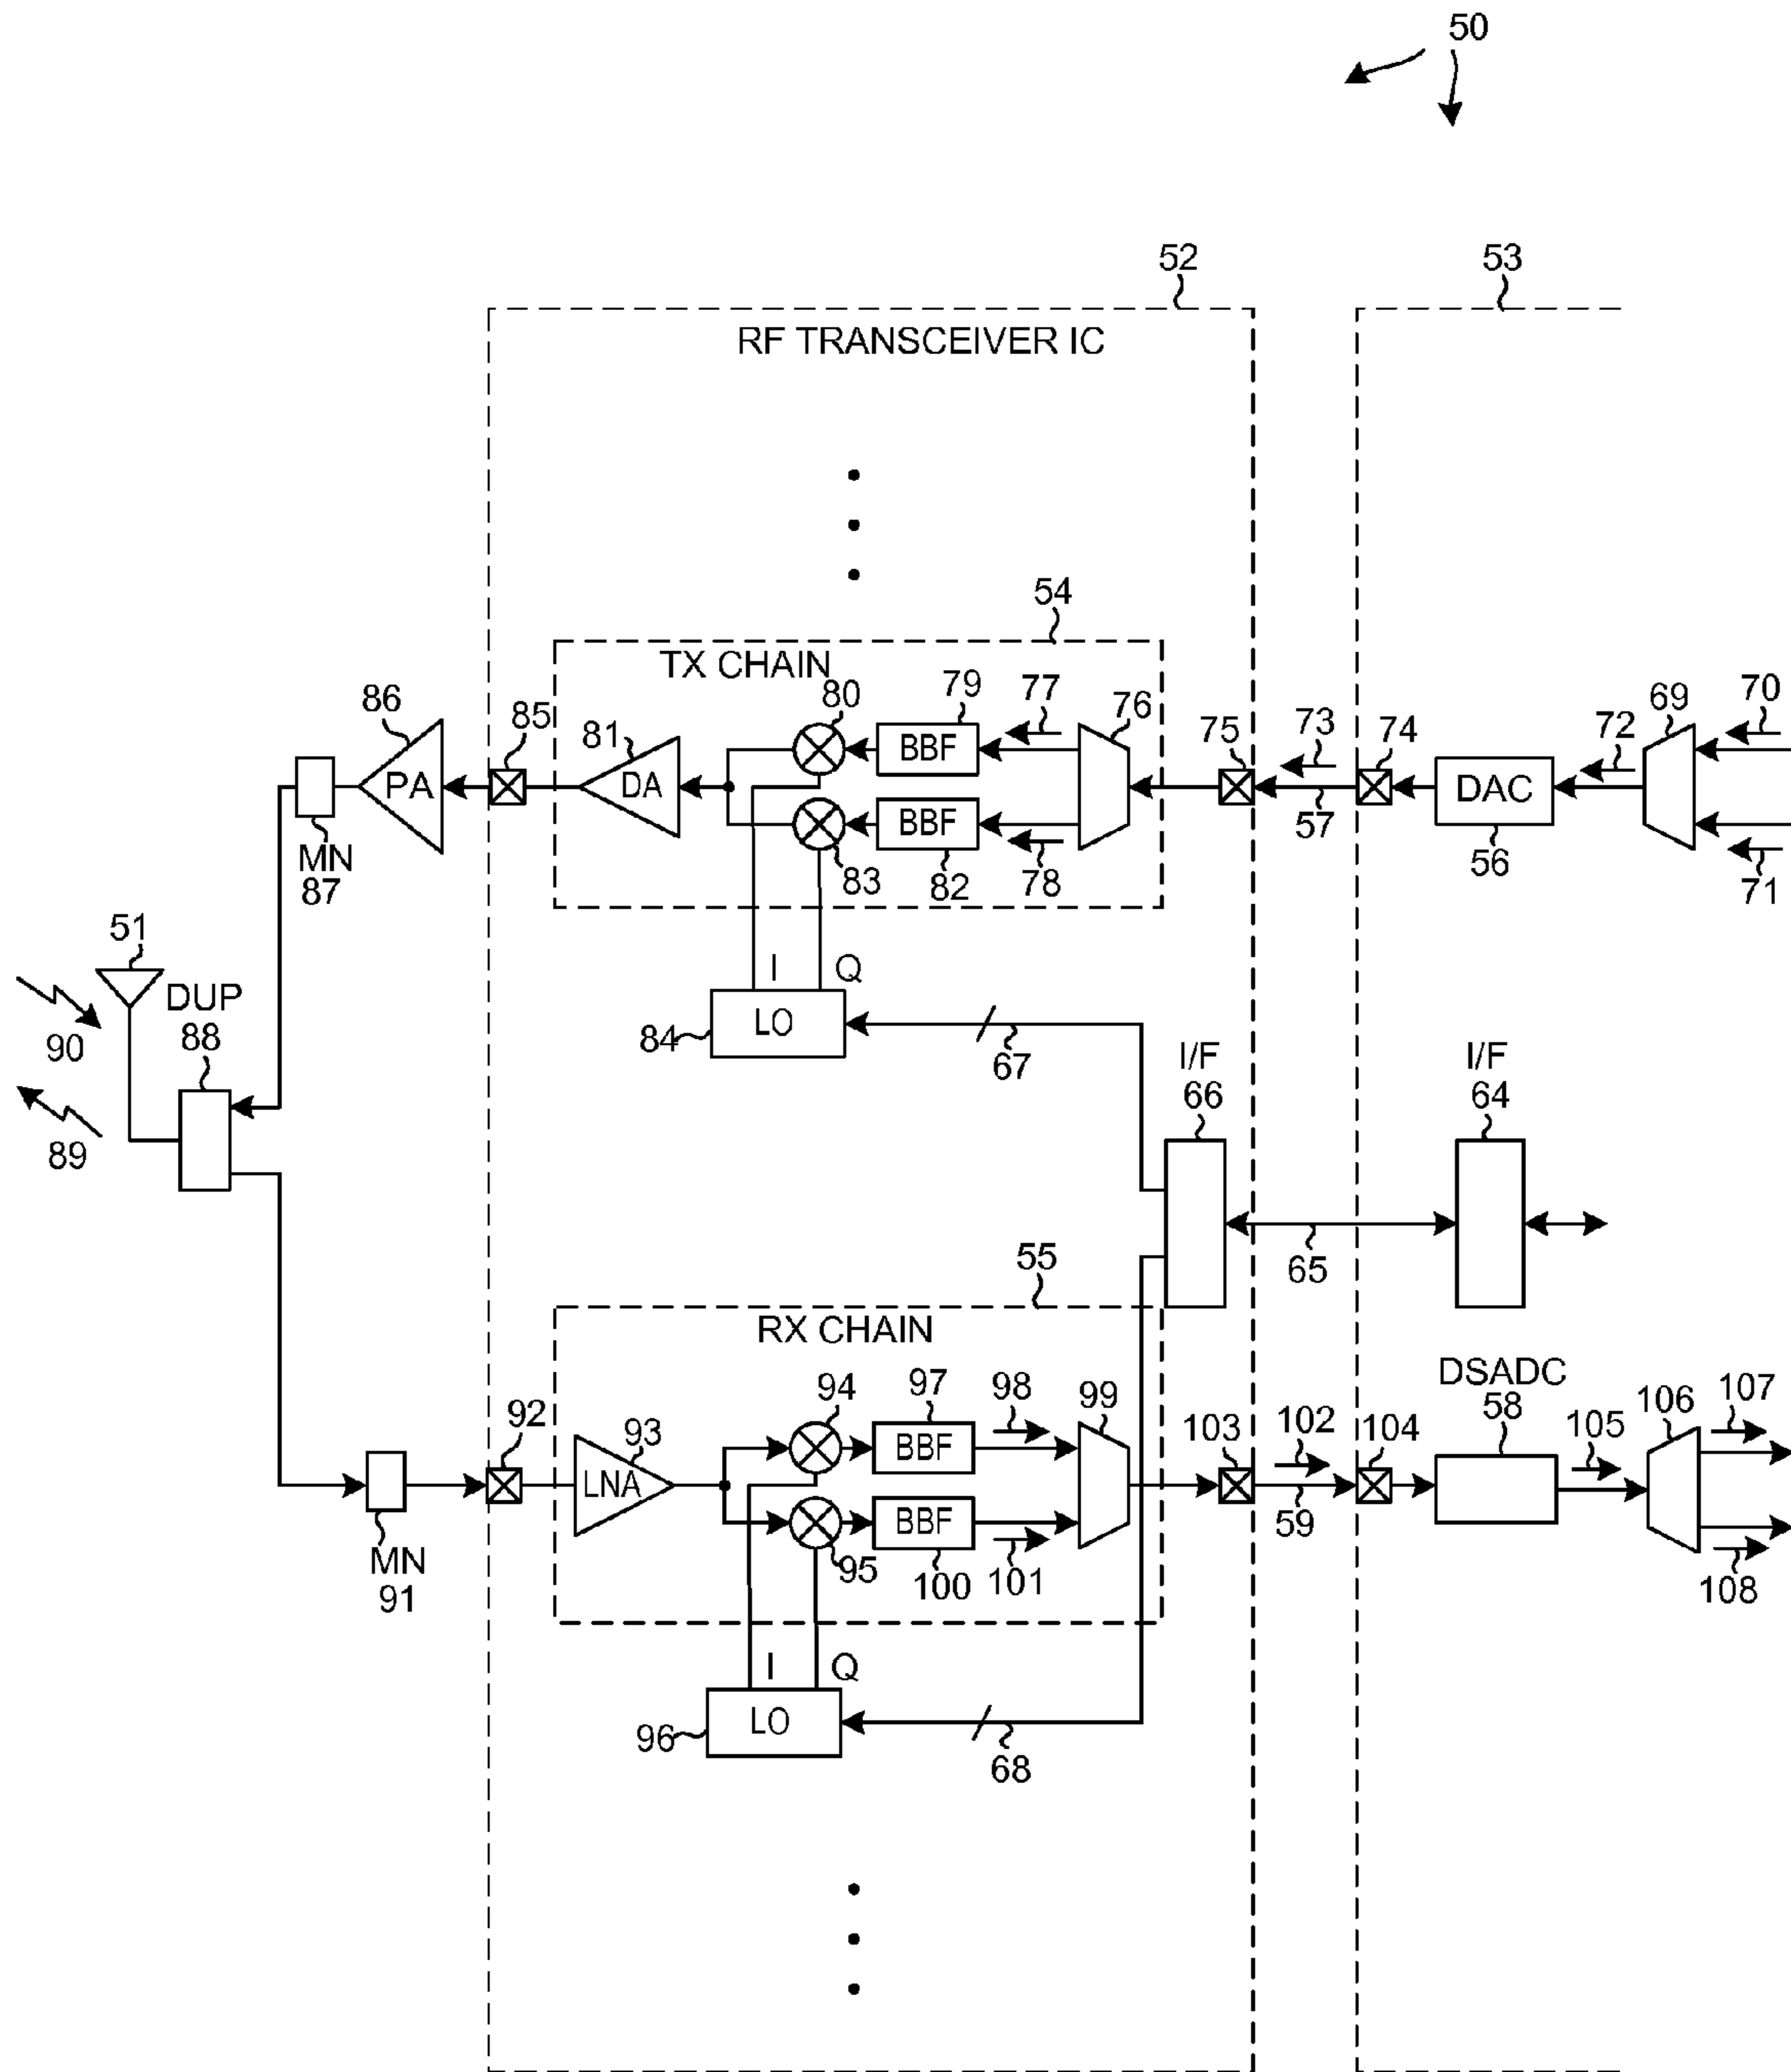 50
52
53
RF TRANSCEIVER IC
54
TX CHAIN
86
85
81
80
79
77
76
75
73
74
72
69
70
PA
DA
BBF
DAC
MN
87
83
BBF
82
78
57
56
71
51
DUP
88
90
89
I
Q
84
LO
67
I/F
66
I/F
64
65
55
RX CHAIN
DSADC
58
92
93
94
97
98
99
103
102
104
105
106
107
LNA
BBF
MN
91
95
BBF
100
101
59
108
I
Q
96
LO
68